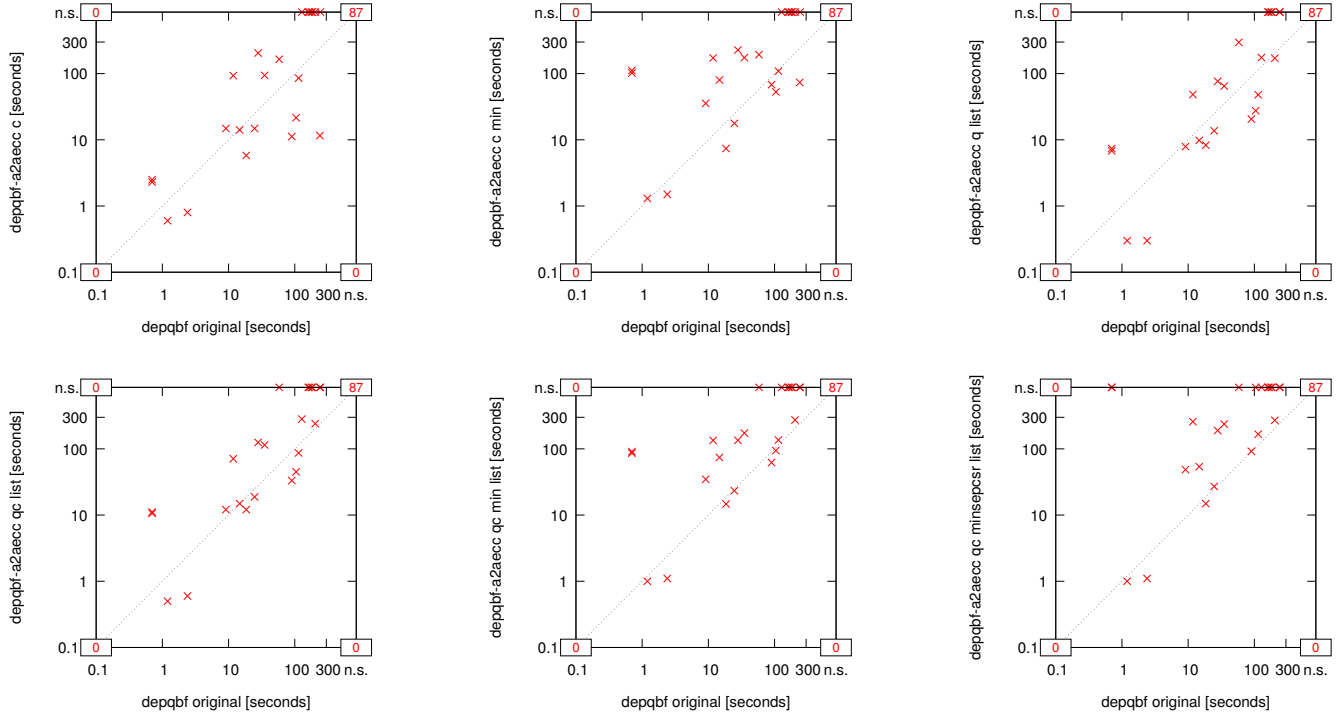 n.s. 0 87
300
100
10
1
0.1 0 0
0.1 1 10 100 300 n.s.
depqbf original [seconds]
depqbf-a2aecc c [seconds]
n.s. 0 87
300
100
10
1
0.1 0 0
0.1 1 10 100 300 n.s.
depqbf original [seconds]
depqbf-a2aecc c min [seconds]
n.s. 0 87
300
100
10
1
0.1 0 0
0.1 1 10 100 300 n.s.
depqbf original [seconds]
depqbf-a2aecc q list [seconds]
n.s. 0 87
300
100
10
1
0.1 0 0
0.1 1 10 100 300 n.s.
depqbf original [seconds]
depqbf-a2aecc qc list [seconds]
n.s. 0 87
300
100
10
1
0.1 0 0
0.1 1 10 100 300 n.s.
depqbf original [seconds]
depqbf-a2aecc qc min list [seconds]
n.s. 0 87
300
100
10
1
0.1 0 0
0.1 1 10 100 300 n.s.
depqbf original [seconds]
depqbf-a2aecc qc minsepcsr list [seconds]